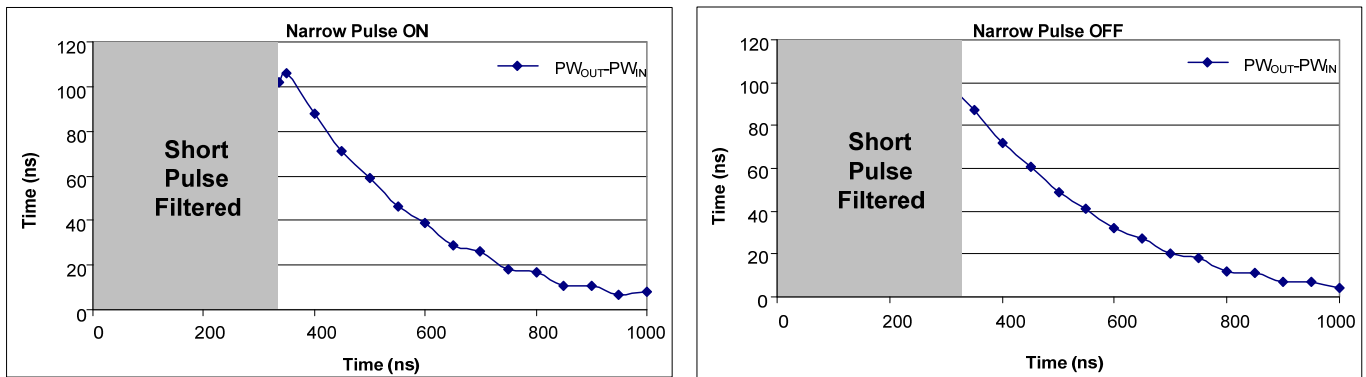 Narrow Pulse ON
120
100
80
60
40
20
0
Time (ns)
Short
Pulse
Filtered
PWOUT-PWIN
0 200 400 600 800 1000
Time (ns)
Narrow Pulse OFF
120
100
80
60
40
20
0
Time (ns)
Short
Pulse
Filtered
PWOUT-PWIN
0 200 400 600 800 1000
Time (ns)